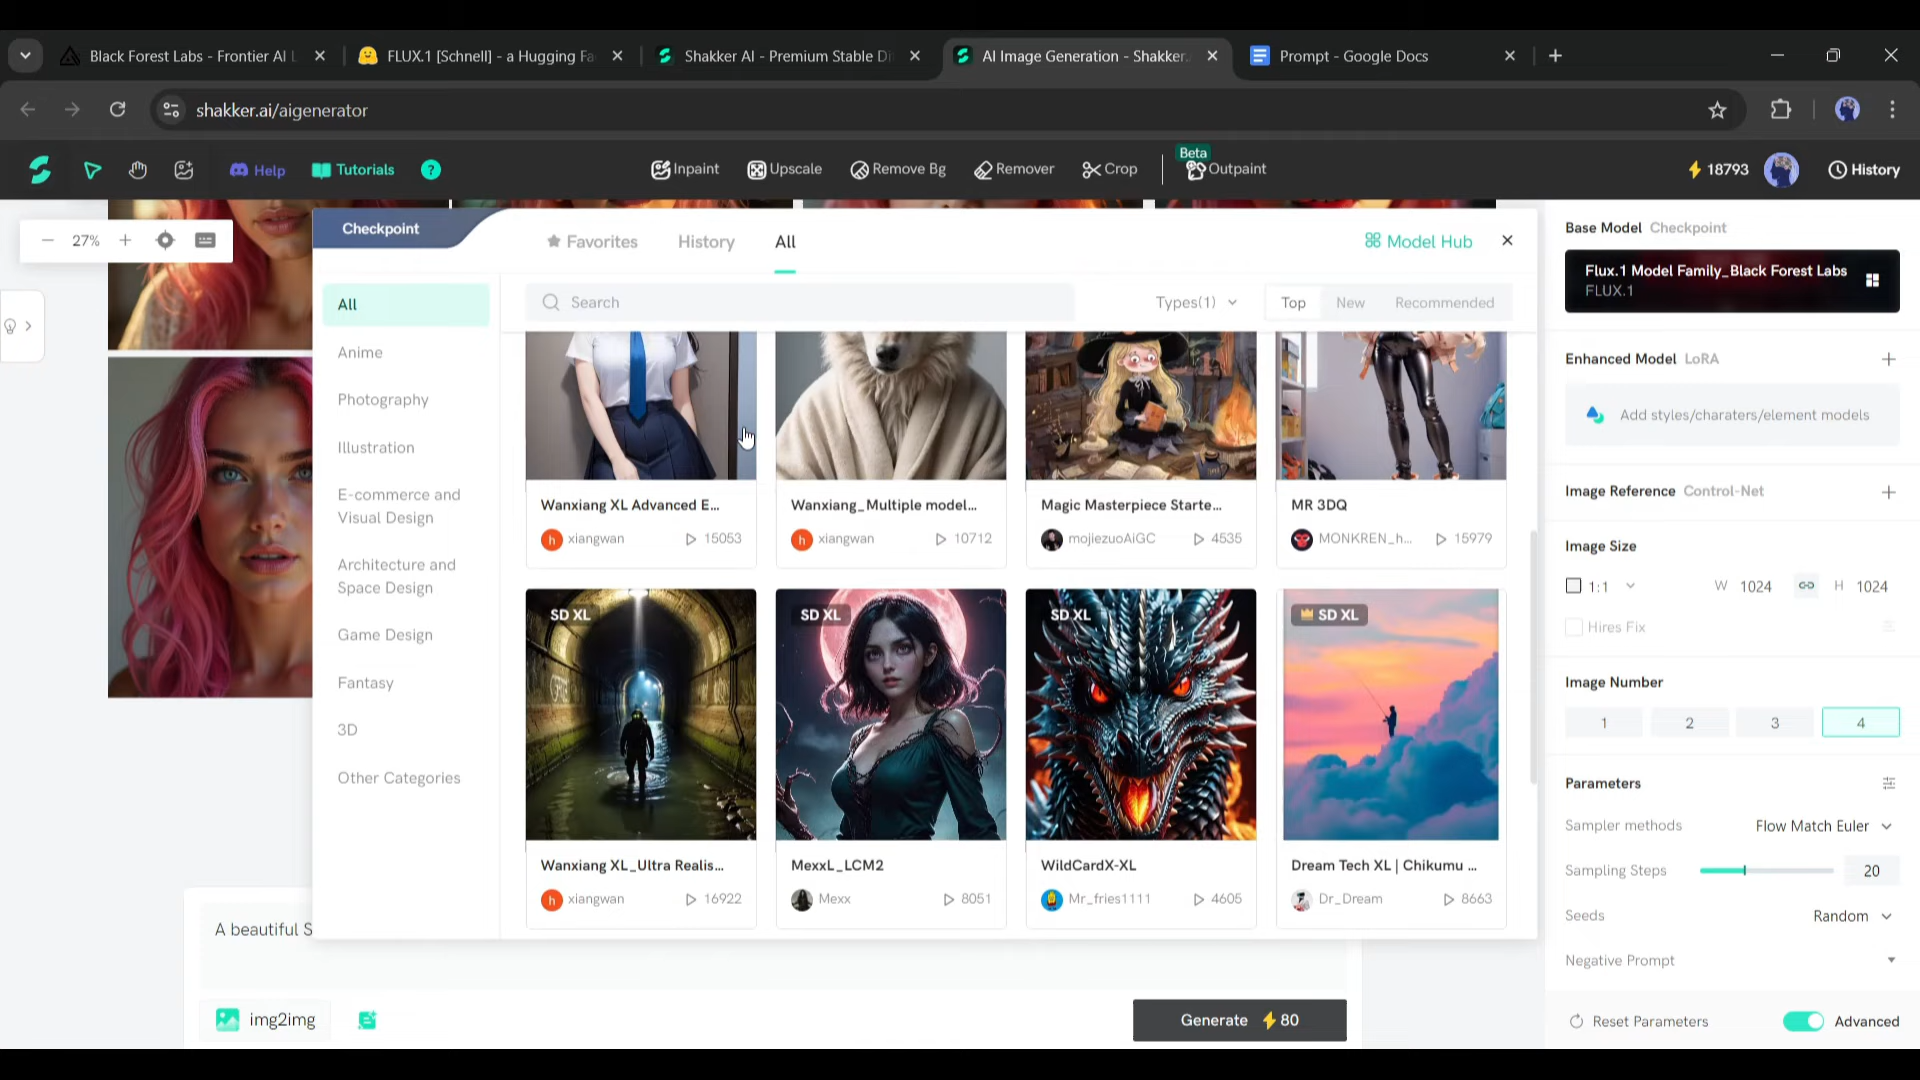 Black Forest Labs - Frontier AI L
FLUX.1 [Schnell] - a Hugging Fa
Shakker AI - Premium Stable Di
AI Image Generation - Shakker.
Prompt - Google Docs
shakker.ai/aigenerator
Help
Tutorials
?
Inpaint
Upscale
Remove Bg
Remover
Crop
Beta
Outpaint
18793
History
27%
Checkpoint
Favorites
History
All
Model Hub
Search
Types(1)
Top
New
Recommended
All
Anime
Photography
Illustration
E-commerce and
Visual Design
Architecture and
Space Design
Game Design
Fantasy
3D
Other Categories
Wanxiang XL Advanced E...
h xiangwan 15053
Wanxiang_Multiple model...
h xiangwan 10712
Magic Masterpiece Starte...
mojiezuoAIGC 4535
MR 3DQ
MONKREN_h... 15979
SD XL
SD XL
SD XL
SD XL
Wanxiang XL_Ultra Realis...
h xiangwan 16922
MexxL_LCM2
Mexx 8051
WildCardX-XL
Mr_fries1111 4605
Dream Tech XL | Chikumu ...
Dr_Dream 8663
A beautiful S
img2img
Generate 80
Base Model Checkpoint
Flux.1 Model Family_Black Forest Labs
FLUX.1
Enhanced Model LoRA
Add styles/charaters/element models
Image Reference Control-Net
Image Size
1:1 W 1024 H 1024
Hires Fix
Image Number
1 2 3 4
Parameters
Sampler methods Flow Match Euler
Sampling Steps 20
Seeds Random
Negative Prompt
Reset Parameters Advanced